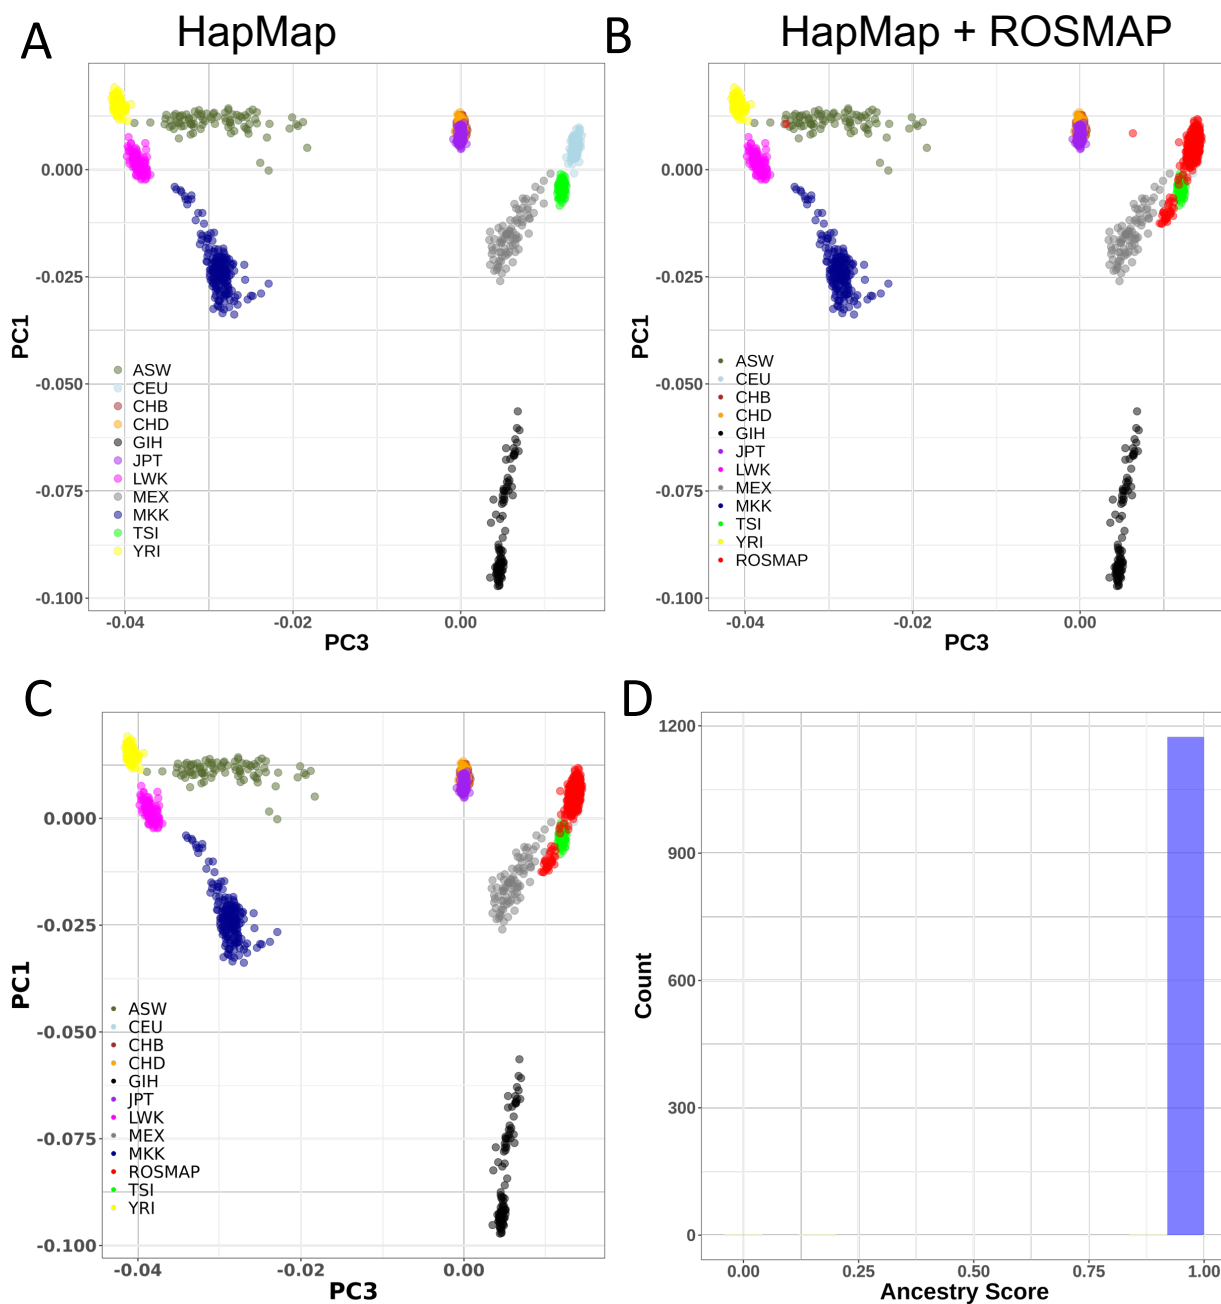 A
HapMap
B
HapMap + ROSMAP
PC1
0.000
-0.025
-0.050
-0.075
-0.100
ASW
CEU
CHB
CHD
GIH
JPT
LWK
MEX
MKK
TSI
YRI
-0.04
-0.02
0.00
PC3
PC1
0.000
-0.025
-0.050
-0.075
-0.100
ASW
CEU
CHB
CHD
GIH
JPT
LWK
MEX
MKK
TSI
YRI
ROSMAP
-0.04
-0.02
0.00
PC3
C
PC1
0.000
-0.025
-0.050
-0.075
-0.100
ASW
CEU
CHB
CHD
GIH
JPT
LWK
MEX
MKK
ROSMAP
TSI
YRI
-0.04
-0.02
0.00
PC3
D
Count
1200
900
600
300
0
0.00
0.25
0.50
0.75
1.00
Ancestry Score